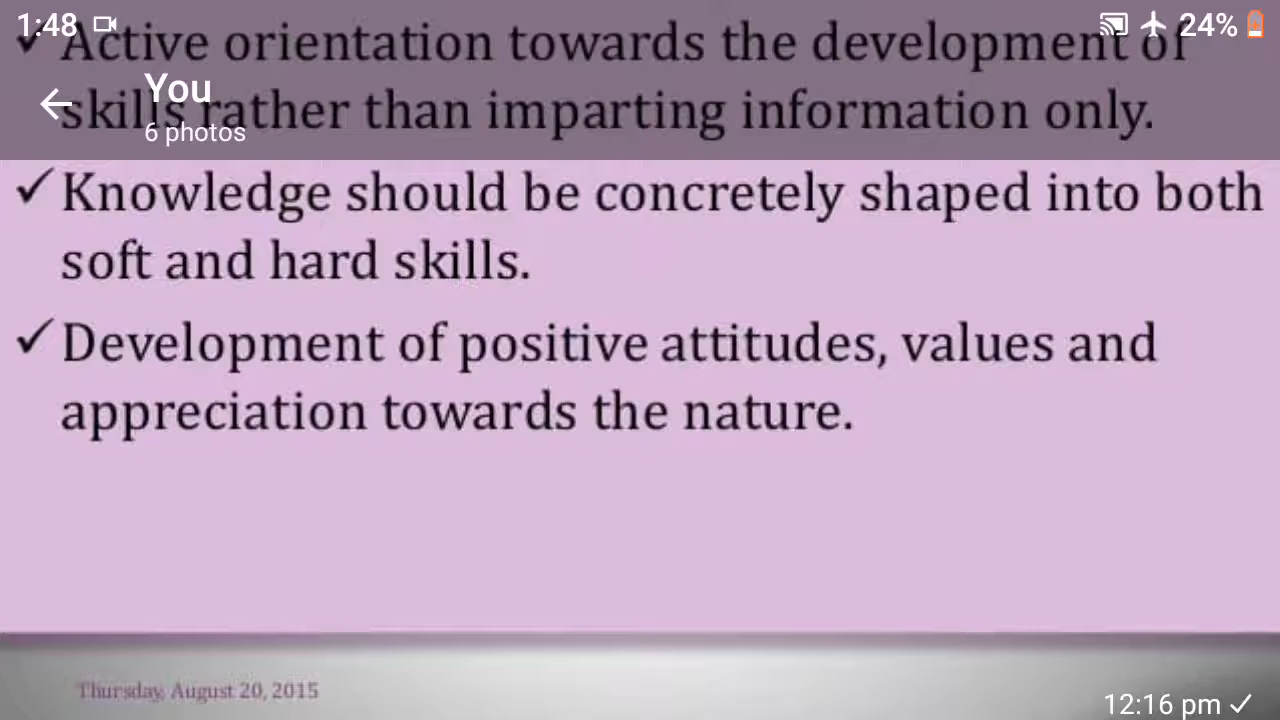 1:48
24%
✓ Active orientation towards the development of
You
skills rather than imparting information only.
6 photos
✓ Knowledge should be concretely shaped into both
soft and hard skills.
✓ Development of positive attitudes, values and
appreciation towards the nature.
Thursday, August 20, 2015
12:16 pm ✓